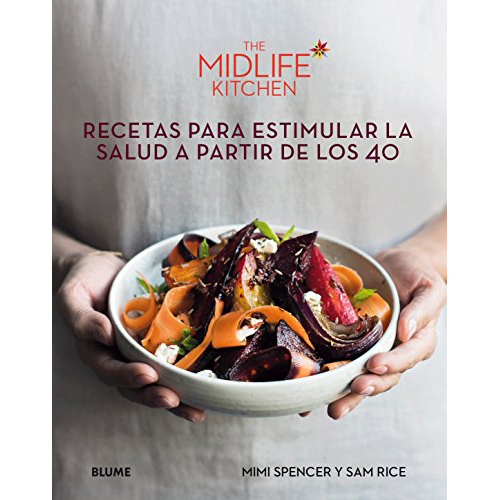 THE
MIDLIFE
KITCHEN
RECETAS PARA ESTIMULAR LA
SALUD A PARTIR DE LOS 40
BLUME
MIMI SPENCER Y SAM RICE